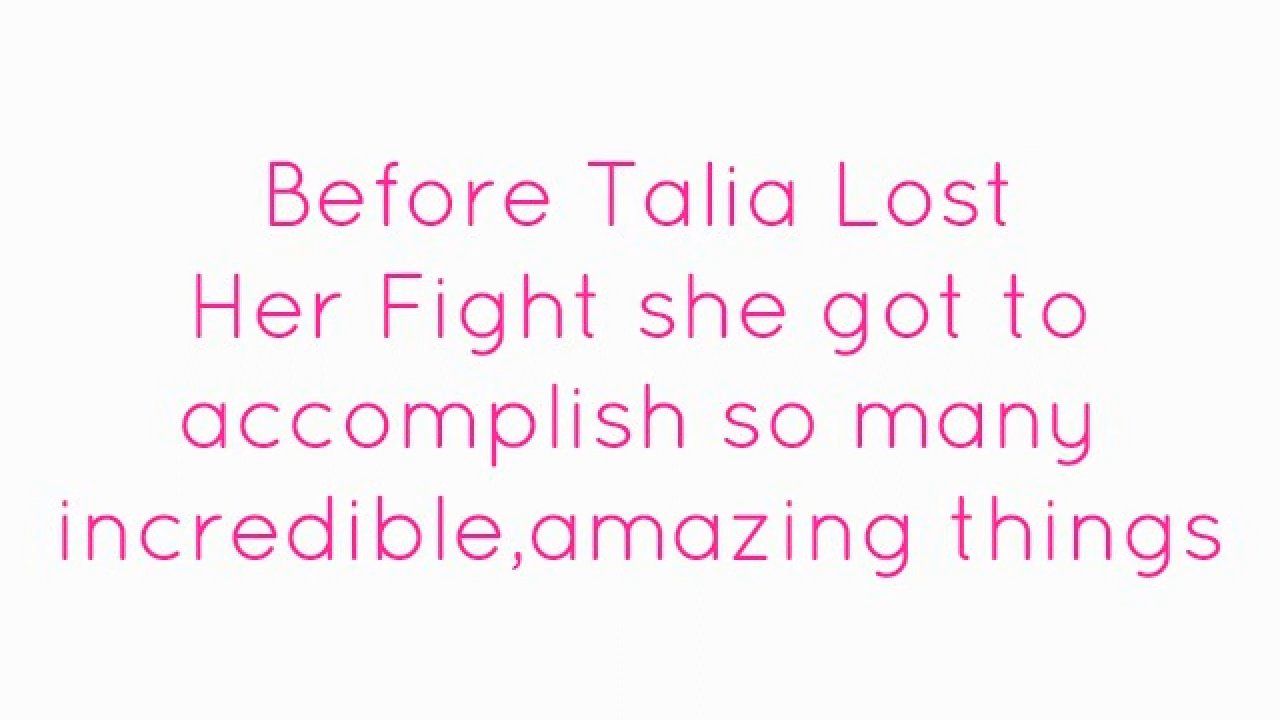 Before Talia Lost
Her Fight she got to
accomplish so many
incredible,amazing things